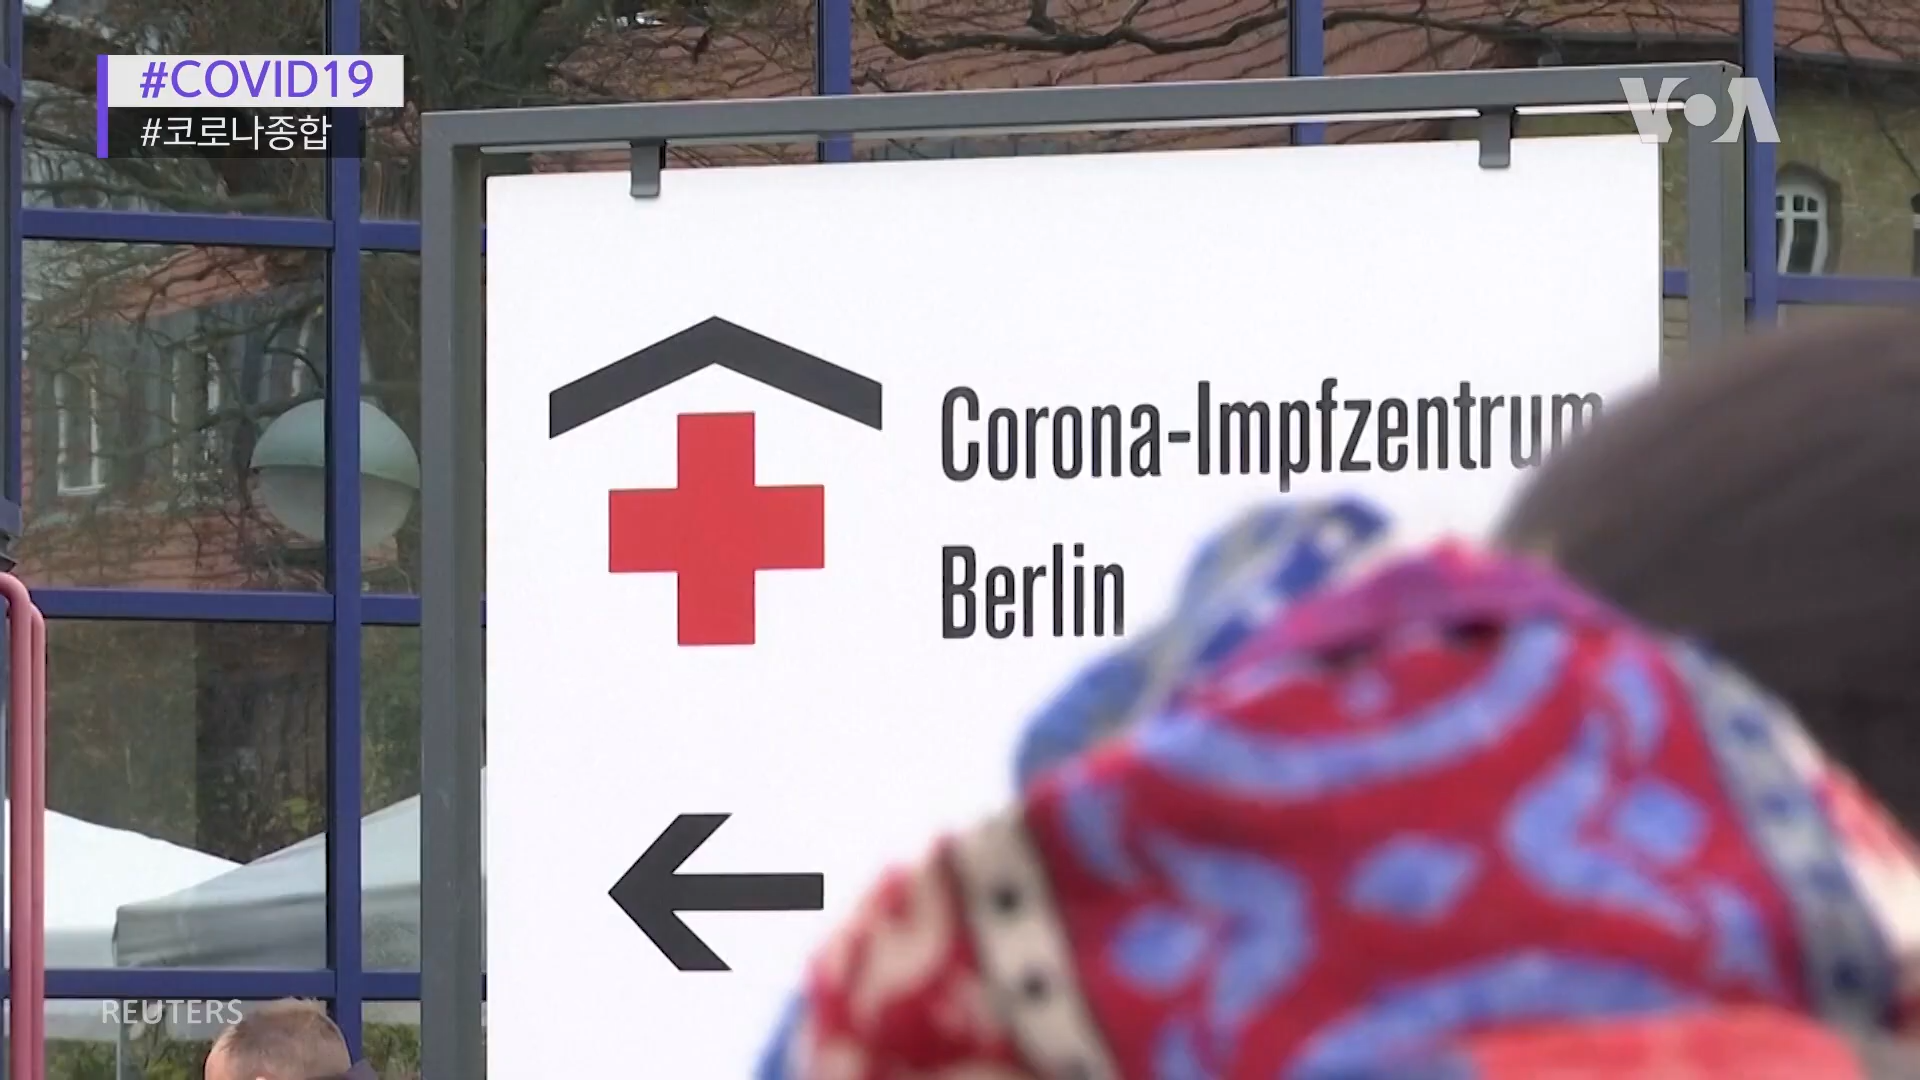 #COVID19
#코로나종합
VOA
Corona-Impfzentrum
Berlin
REUTERS